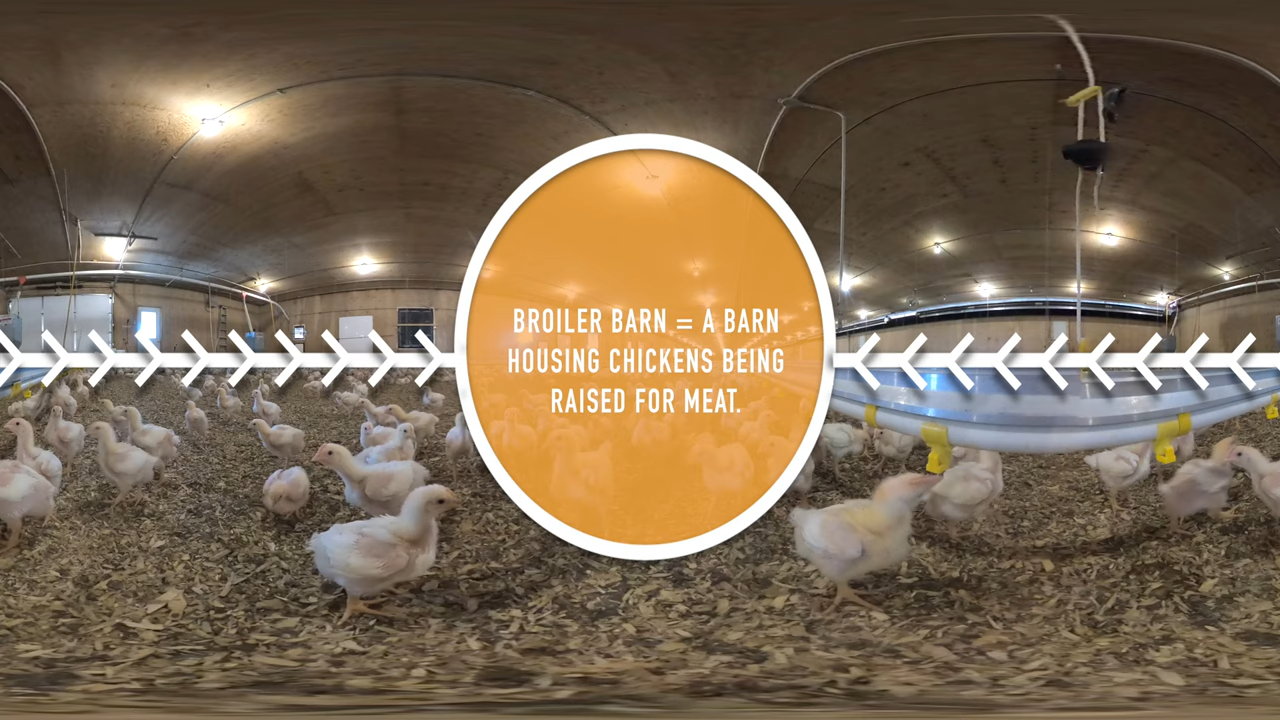 BROILER BARN = A BARN
HOUSING CHICKENS BEING
RAISED FOR MEAT.